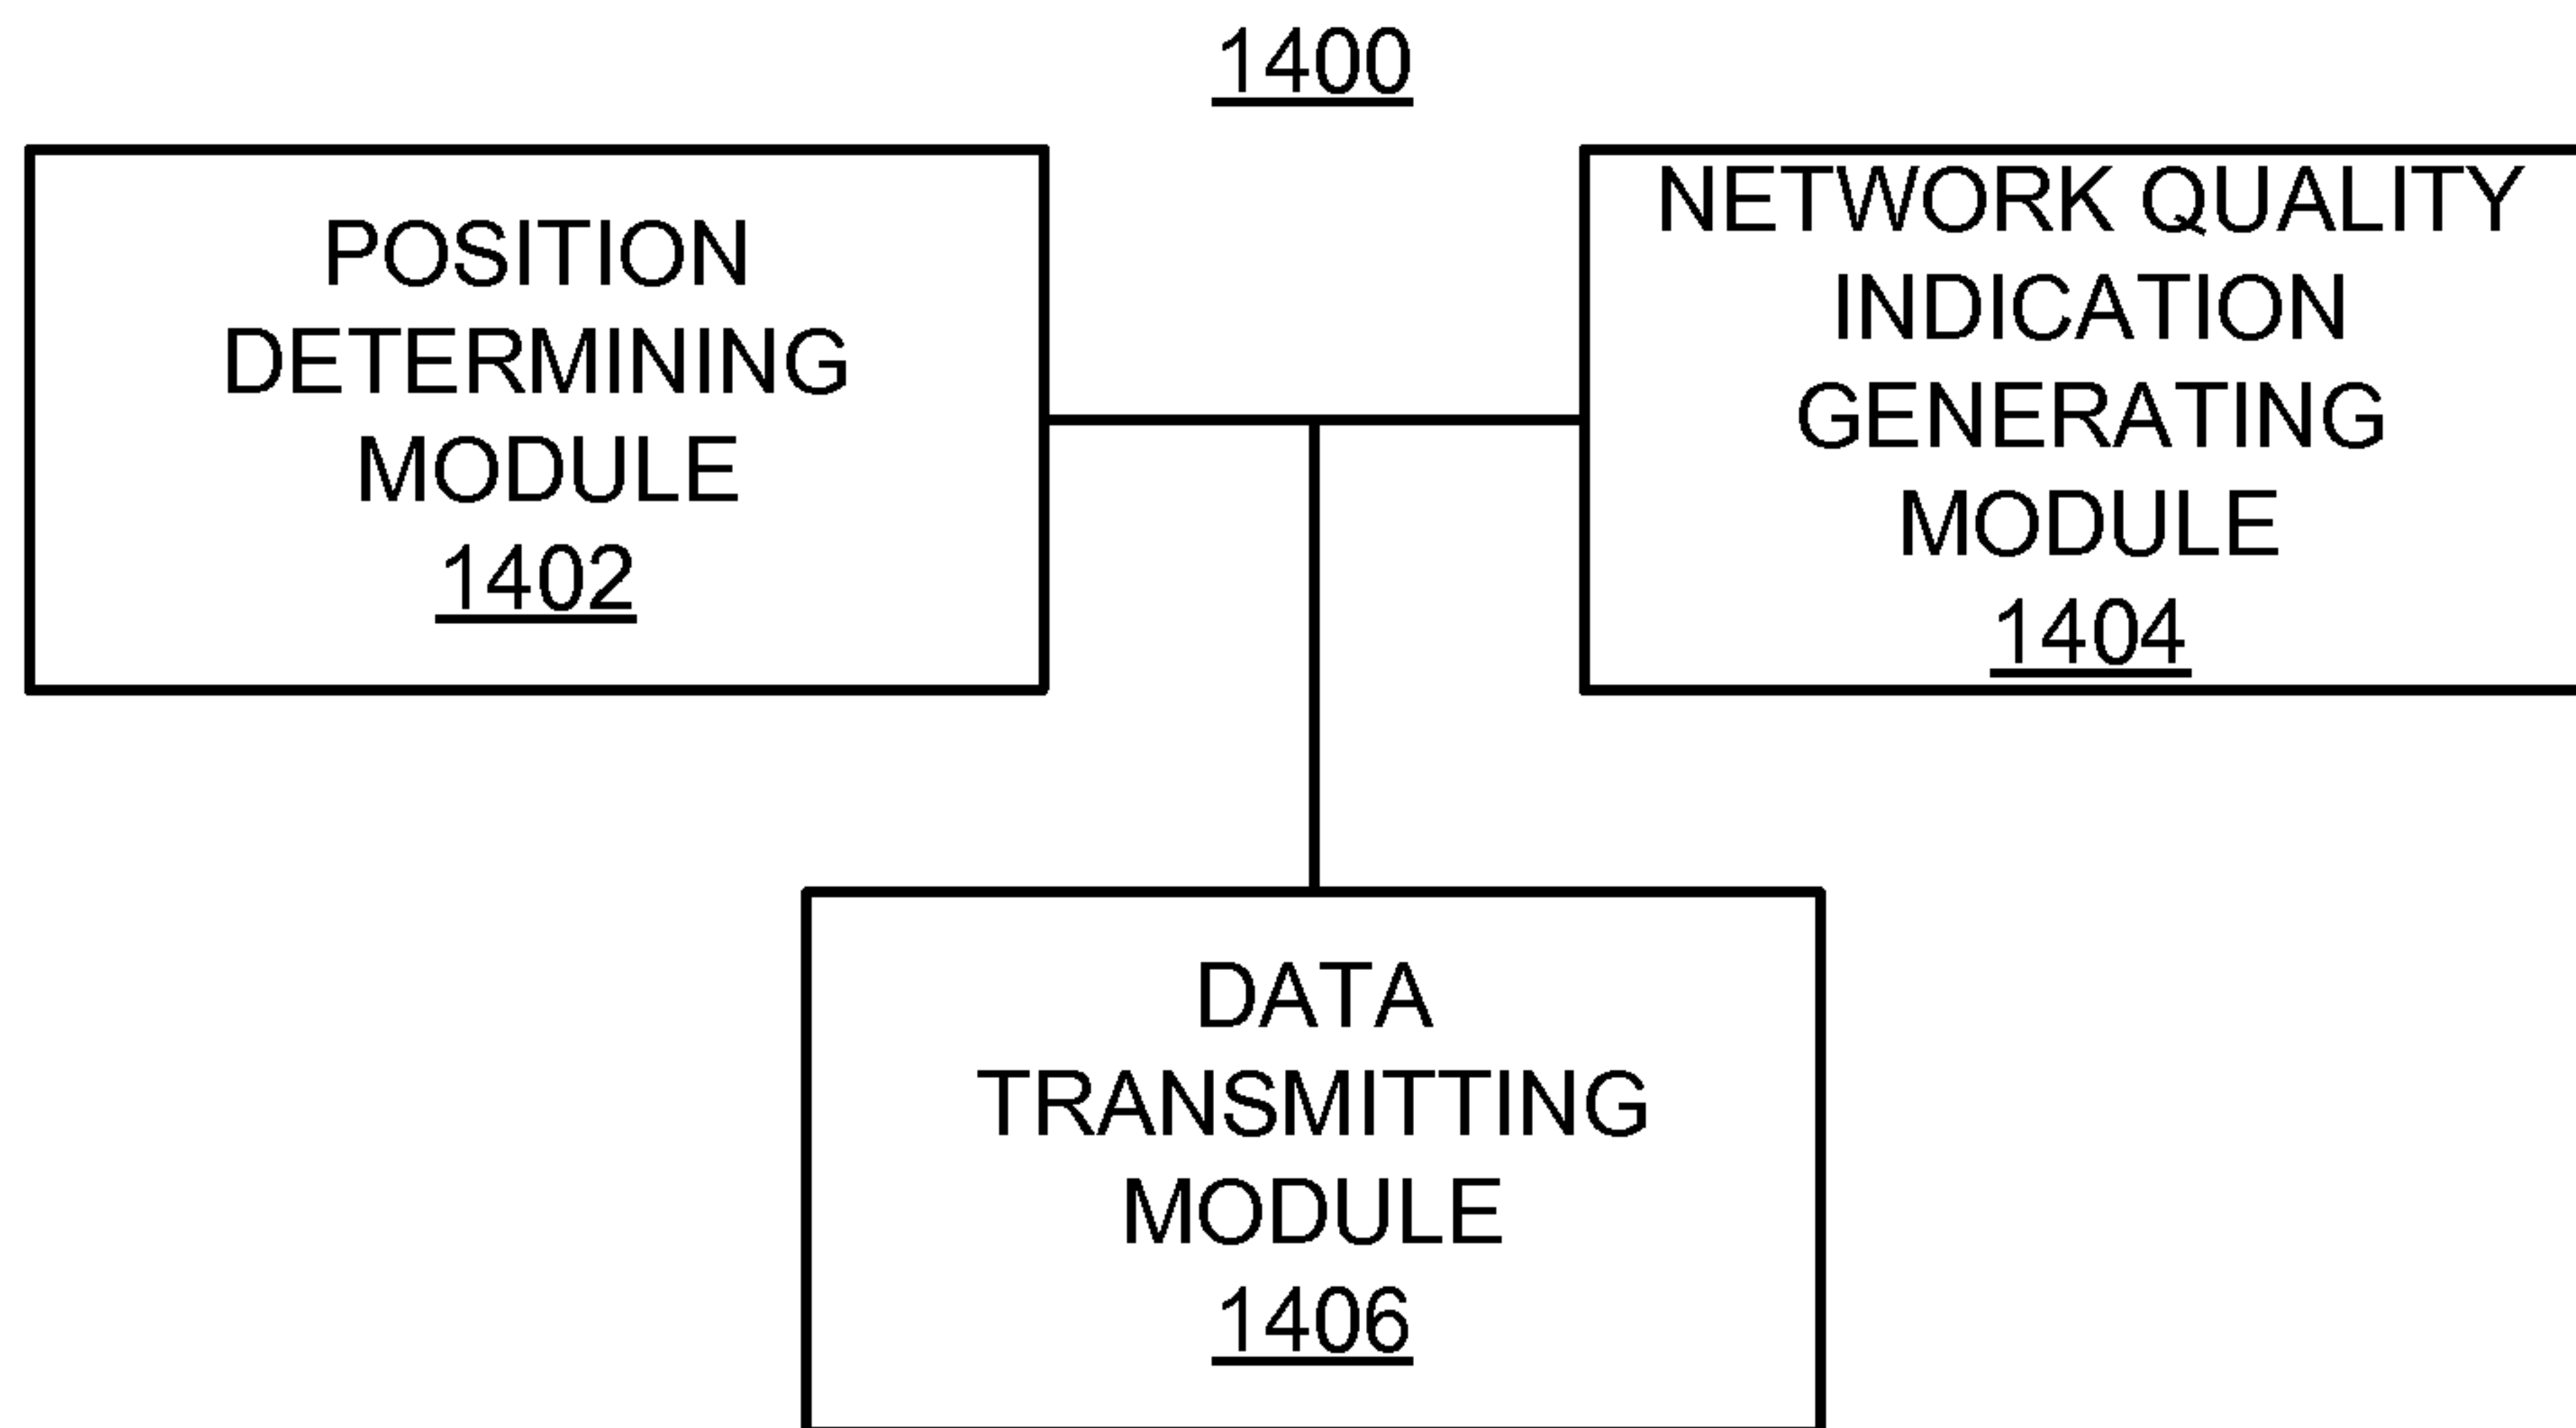 1400
POSITION
DETERMINING
MODULE
1402
NETWORK QUALITY
INDICATION
GENERATING
MODULE
1404
DATA
TRANSMITTING
MODULE
1406